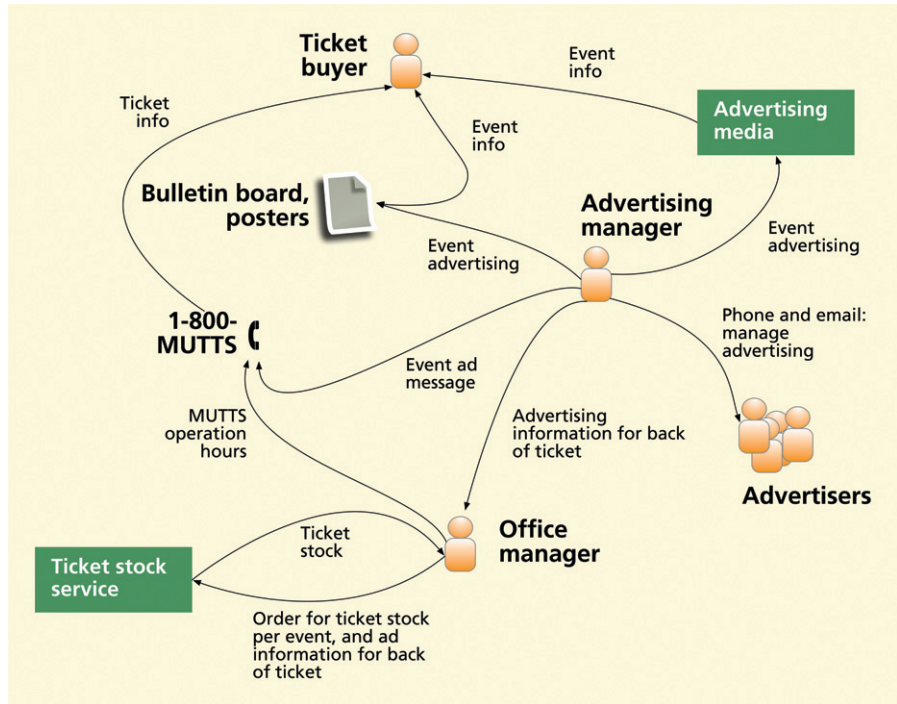 Ticket
buyer
Event
info
Ticket
info
Advertising
media
Event
info
Bulletin board,
posters
Advertising
manager
Event
advertising
Event
advertising
1-800-
MUTTS
Phone and email:
manage
advertising
Event ad
message
MUTTS
operation
hours
Advertising
information for back
of ticket
Advertisers
Office
manager
Ticket
stock
Ticket stock
service
Order for ticket stock
per event, and ad
information for back
of ticket